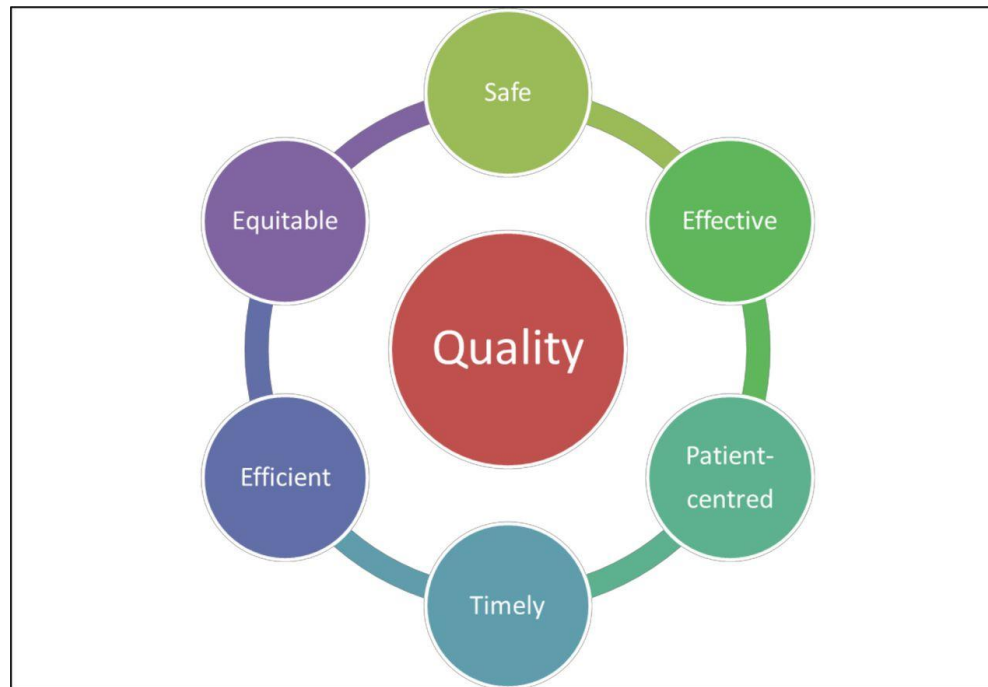 Safe
Equitable
Effective
Quality
Efficient
Patient-
centred
Timely